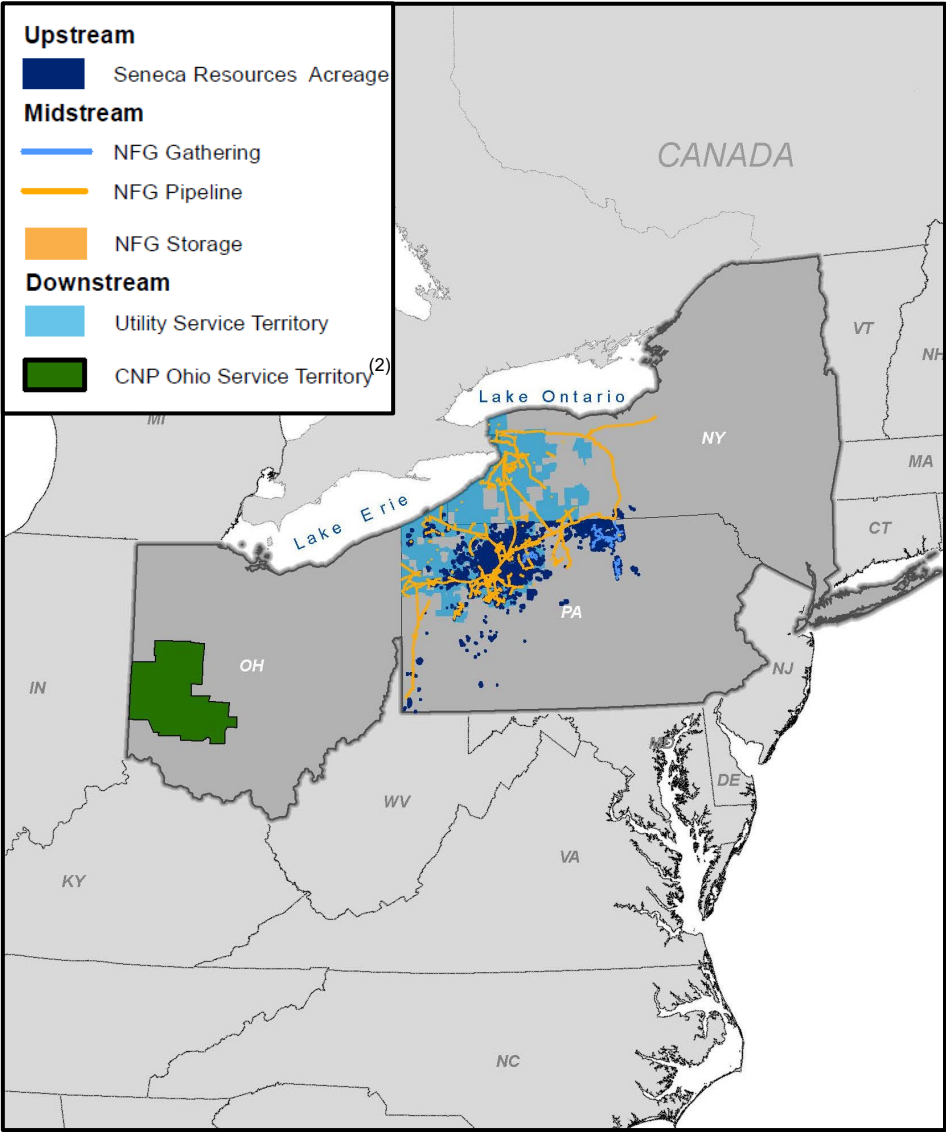 Upstream
Seneca Resources Acreage
Midstream
NFG Gathering
NFG Pipeline
NFG Storage
Downstream
Utility Service Territory
CNP Ohio Service Territory(2)
CANADA
VT
NH
Lake Ontario
MI
NY
MA
Lake Erie
CT
PA
OH
NJ
IN
MD
DE
WV
VA
KY
NC